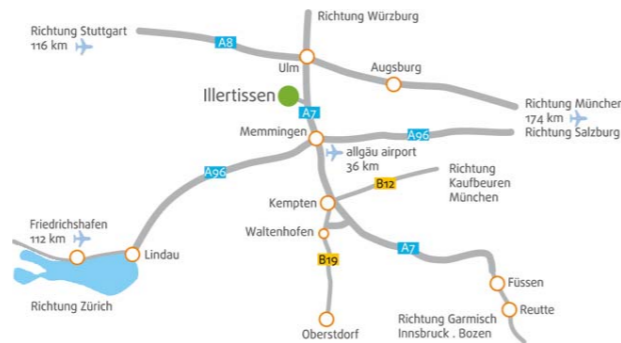 Richtung Würzburg
Richtung Stuttgart
116 km
A8
Ulm
Augsburg
Illertissen
A7
Richtung München
174 km
Richtung Salzburg
Memmingen
A96
allgäu airport
36 km
A96
B12
Richtung
Kaufbeuren
München
Kempten
Friedrichshafen
112 km
Waltenhofen
Lindau
A7
B19
Füssen
Richtung Zürich
Reutte
Richtung Garmisch
Innsbruck . Bozen
Oberstdorf